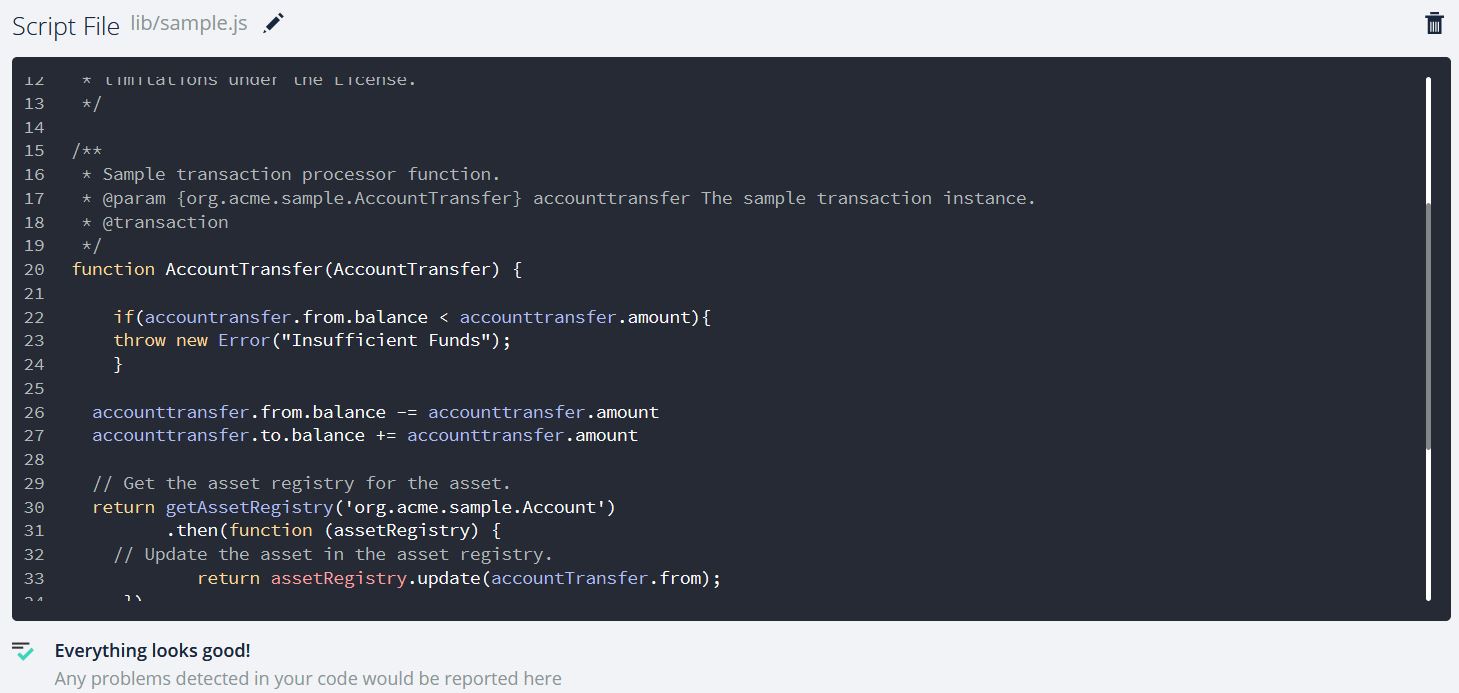 Script File lib/sample.js
12 * limitations under the License.
13 */
14
15 /**
16 * Sample transaction processor function.
17 * @param {org.acme.sample.AccountTransfer} accounttransfer The sample transaction instance.
18 * @transaction
19 */
20 function AccountTransfer(AccountTransfer) {
21
22 if(accountransfer.from.balance < accounttransfer.amount){
23 throw new Error("Insufficient Funds");
24 }
25
26 accounttransfer.from.balance -= accounttransfer.amount
27 accounttransfer.to.balance += accounttransfer.amount
28
29 // Get the asset registry for the asset.
30 return getAssetRegistry('org.acme.sample.Account')
31 .then(function (assetRegistry) {
32 // Update the asset in the asset registry.
33 return assetRegistry.update(accountTransfer.from);
34 })
Everything looks good!
Any problems detected in your code would be reported here